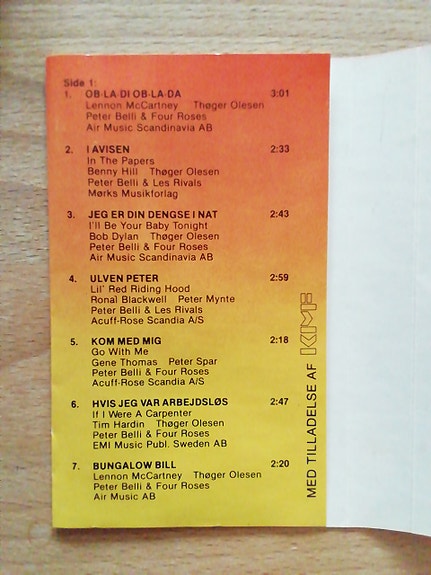 Side 1:
1. OB-LA-DI OB-LA-DA 3:01
Lennon McCartney Thøger Olesen
Peter Belli & Four Roses
Air Music Scandinavia AB
2. I AVISEN 2:33
In The Papers
Benny Hill Thøger Olesen
Peter Belli & Les Rivals
Mørks Musikforlag
3. JEG ER DIN DENGSE I NAT 2:43
I'll Be Your Baby Tonight
Bob Dylan Thøger Olesen
Peter Belli & Four Roses
Air Music Scandinavia AB
4. ULVEN PETER 2:59
Lil' Red Riding Hood
Ronal Blackwell Peter Mynte
Peter Belli & Les Rivals
Acuff-Rose Scandia A/S
5. KOM MED MIG 2:18
Go With Me
Gene Thomas Peter Spar
Peter Belli & Four Roses
Acuff-Rose Scandia A/S
6. HVIS JEG VAR ARBEJDSLØS 2:47
If I Were A Carpenter
Tim Hardin Thøger Olesen
Peter Belli & Four Roses
EMI Music Publ. Sweden AB
7. BUNGALOW BILL 2:20
Lennon McCartney Thøger Olesen
Peter Belli & Four Roses
Air Music AB
MED TILLADELSE AF KMF